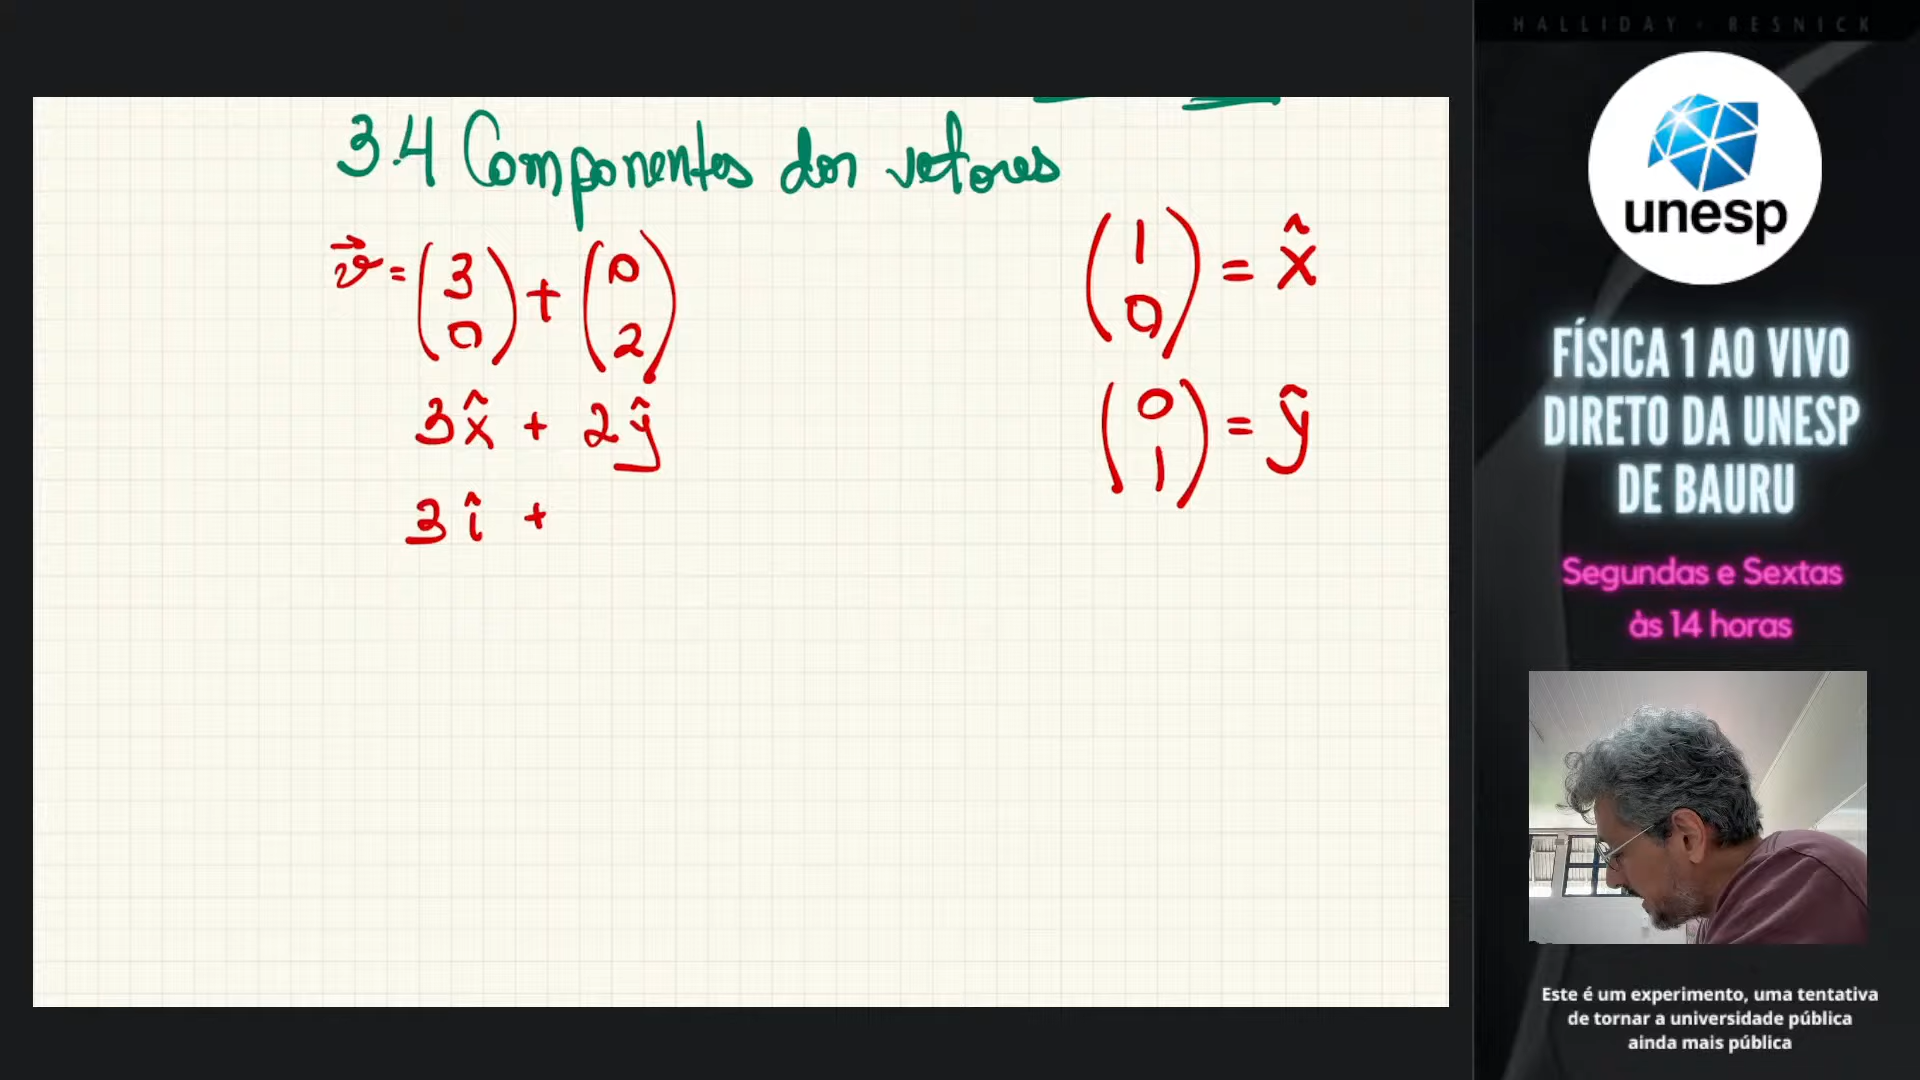 HALLIDAY - RESNICK
3.4 Componentes dos vetores
v⃗ = (3 0) + (0 2)
3x̂ + 2ŷ
3î +
(1 0) = x̂
(0 1) = ŷ
unesp
FÍSICA 1 AO VIVO
DIRETO DA UNESP
DE BAURU
Segundas e Sextas
às 14 horas
Este é um experimento, uma tentativa
de tornar a universidade pública
ainda mais pública